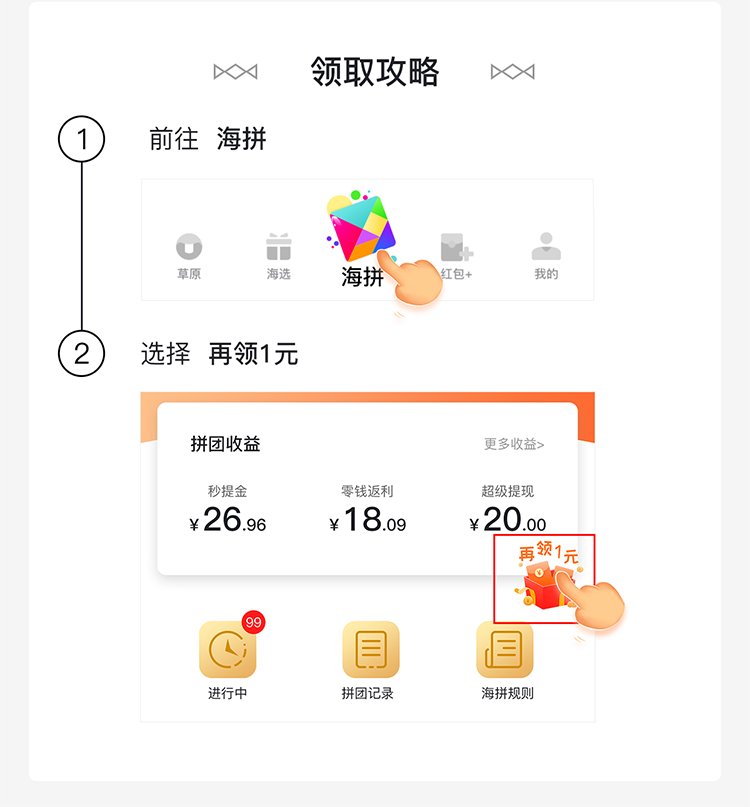 领取攻略
1 前往 海拼
草原 海选 海拼 红包+ 我的
2 选择 再领1元
拼团收益 更多收益>
秒提金 零钱返利 超级提现
¥26.96 ¥18.09 ¥20.00
再领1元
¥
99
进行中 拼团记录 海拼规则